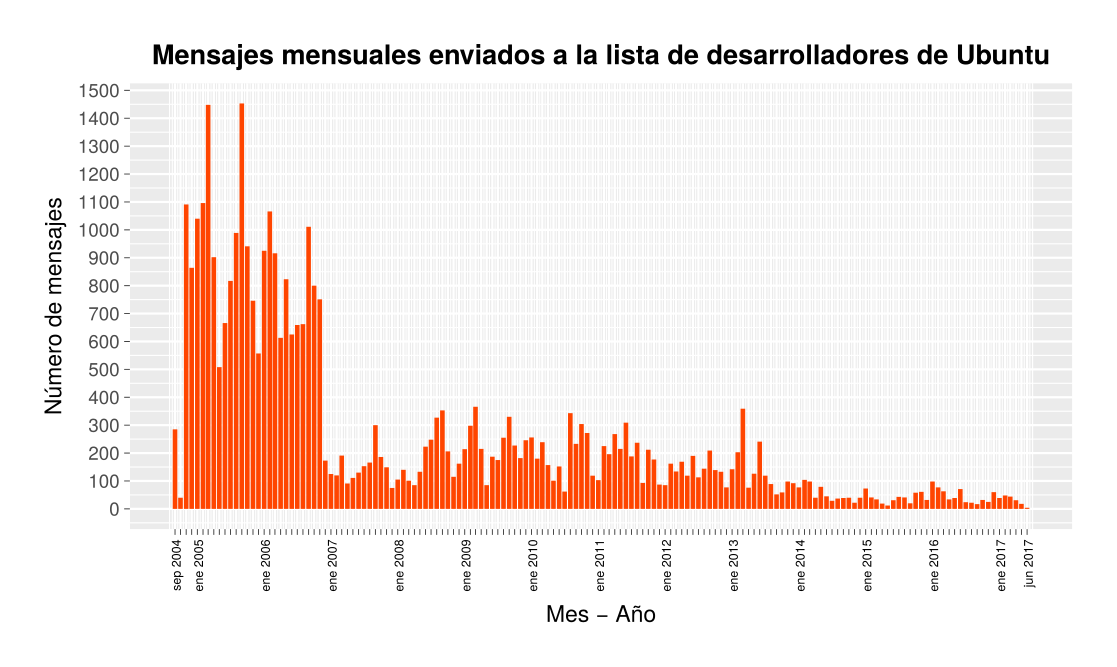 Mensajes mensuales enviados a la lista de desarrolladores de Ubuntu
Número de mensajes
1500
1400
1300
1200
1100
1000
900
800
700
600
500
400
300
200
100
0
sep 2004
ene 2005
ene 2006
ene 2007
ene 2008
ene 2009
ene 2010
ene 2011
ene 2012
ene 2013
ene 2014
ene 2015
ene 2016
ene 2017
jun 2017
Mes − Año